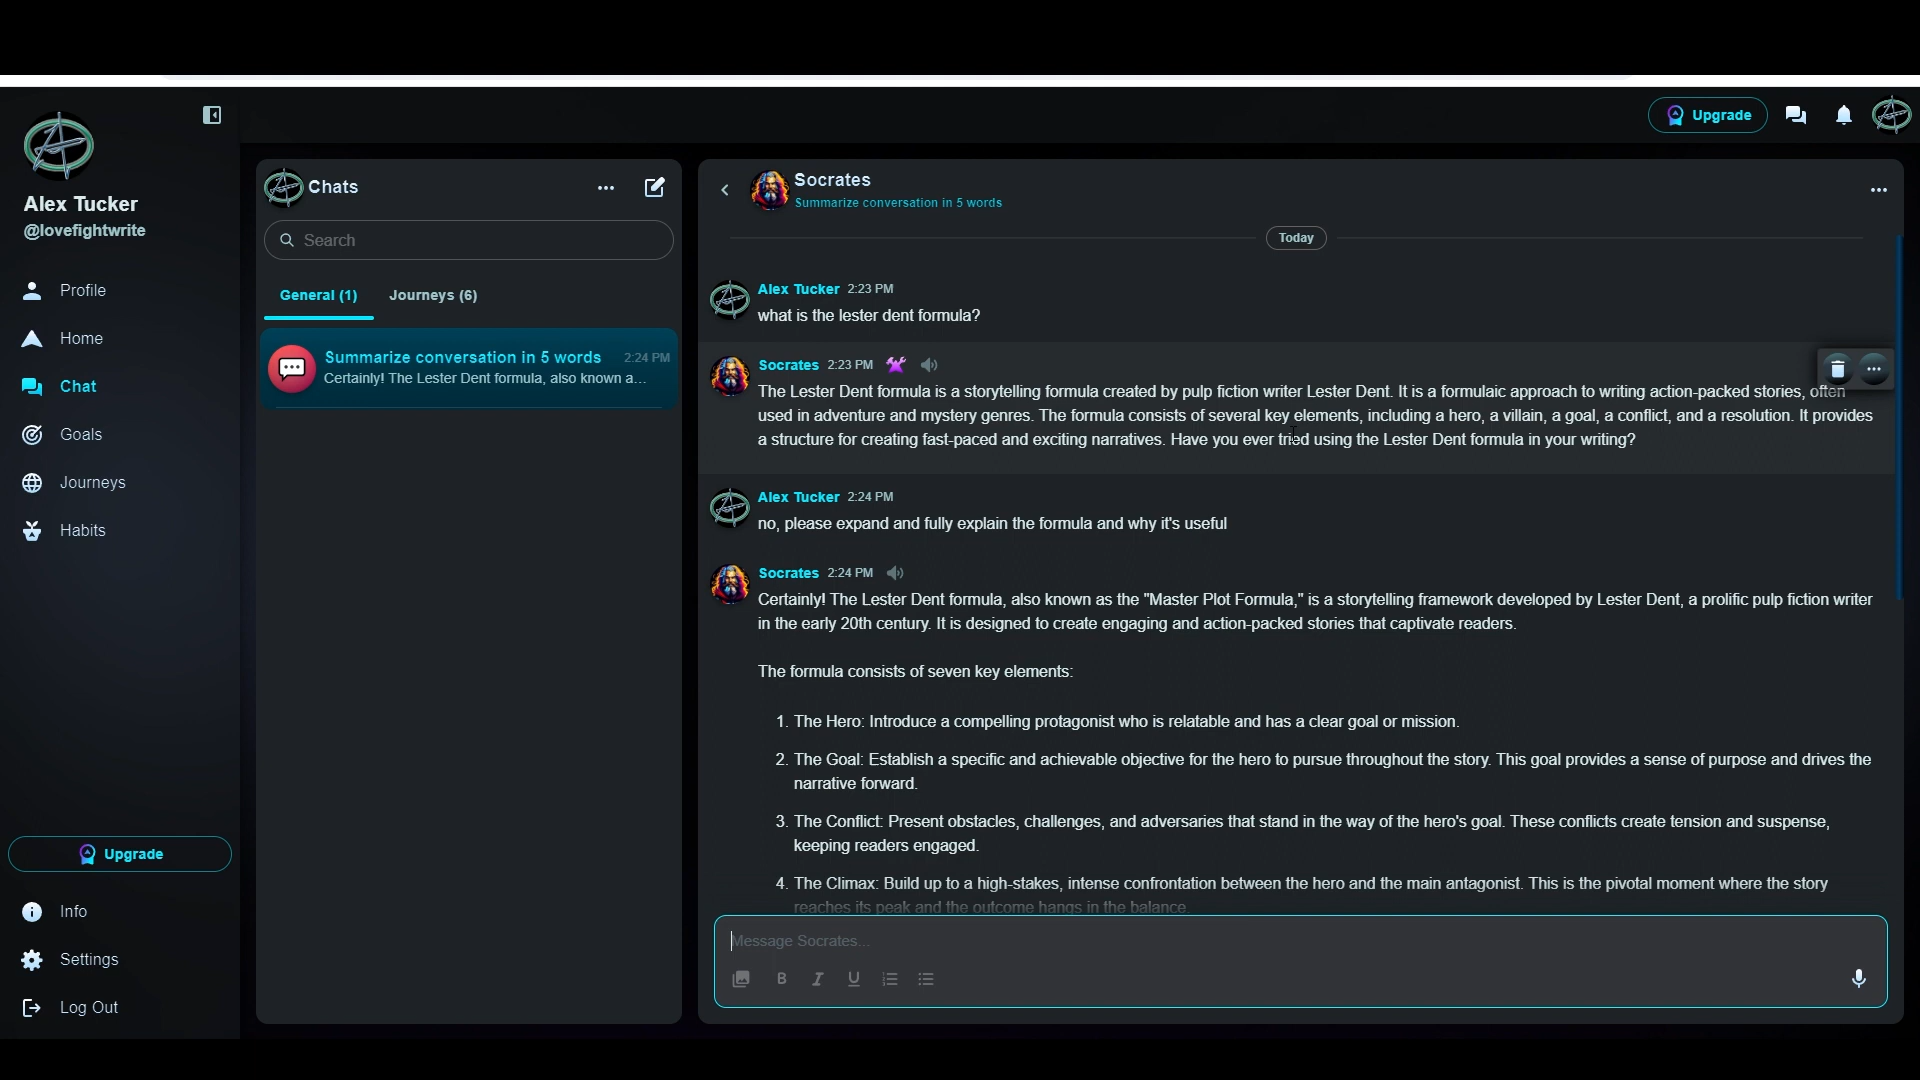 Alex Tucker
@lovefightwrite
Profile
Home
Chat
Goals
Journeys
Habits
Upgrade
Info
Settings
Log Out
Upgrade
Chats
Search
General (1)
Journeys (6)
Summarize conversation in 5 words 2:24 PM
Certainly! The Lester Dent formula, also known a...
Socrates
Summarize conversation in 5 words
Today
Alex Tucker 2:23 PM
what is the lester dent formula?
Socrates 2:23 PM
The Lester Dent formula is a storytelling formula created by pulp fiction writer Lester Dent. It is a formulaic approach to writing action-packed stories, often
used in adventure and mystery genres. The formula consists of several key elements, including a hero, a villain, a goal, a conflict, and a resolution. It provides
a structure for creating fast-paced and exciting narratives. Have you ever tried using the Lester Dent formula in your writing?
Alex Tucker 2:24 PM
no, please expand and fully explain the formula and why it's useful
Socrates 2:24 PM
Certainly! The Lester Dent formula, also known as the "Master Plot Formula," is a storytelling framework developed by Lester Dent, a prolific pulp fiction writer
in the early 20th century. It is designed to create engaging and action-packed stories that captivate readers.
The formula consists of seven key elements:
1. The Hero: Introduce a compelling protagonist who is relatable and has a clear goal or mission.
2. The Goal: Establish a specific and achievable objective for the hero to pursue throughout the story. This goal provides a sense of purpose and drives the
narrative forward.
3. The Conflict: Present obstacles, challenges, and adversaries that stand in the way of the hero's goal. These conflicts create tension and suspense,
keeping readers engaged.
4. The Climax: Build up to a high-stakes, intense confrontation between the hero and the main antagonist. This is the pivotal moment where the story
reaches its peak and the outcome hangs in the balance.
Message Socrates...
B I U